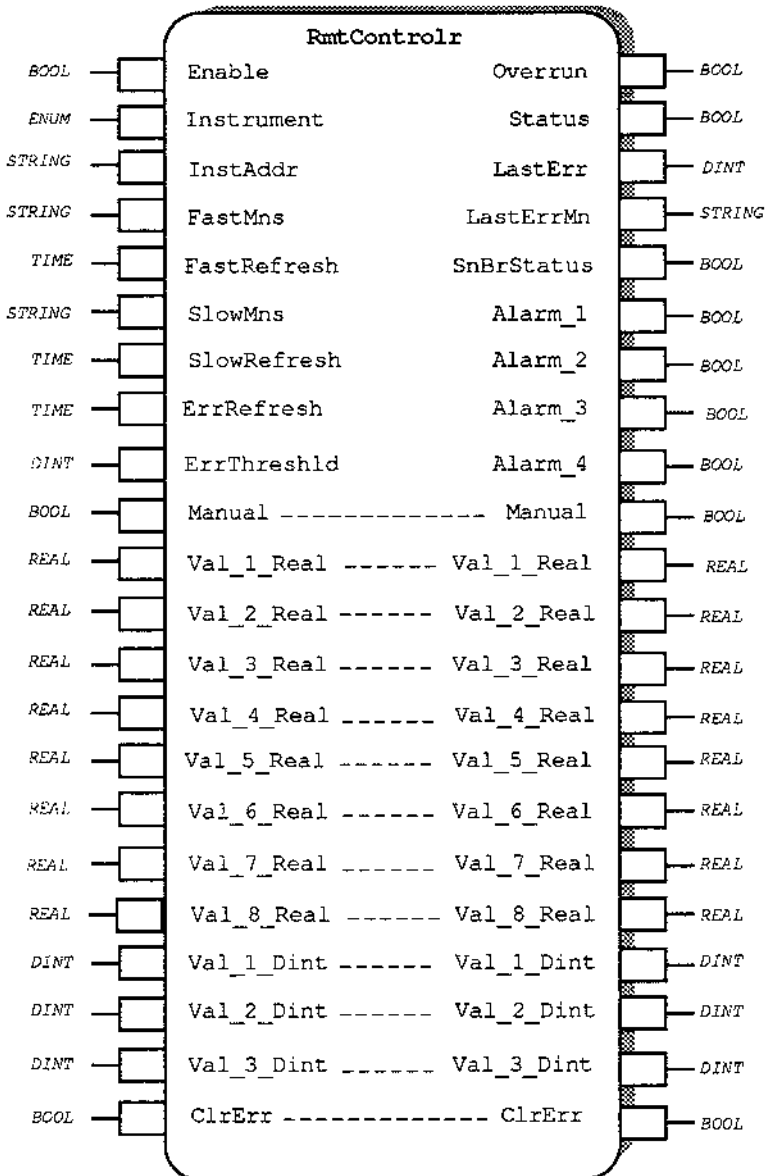 RmtControlr
BOOL Enable Overrun BOOL
ENUM Instrument Status BOOL
STRING InstAddr LastErr DINT
STRING FastMns LastErrMn STRING
TIME FastRefresh SnBrStatus BOOL
STRING SlowMns Alarm_1 BOOL
TIME SlowRefresh Alarm_2 BOOL
TIME ErrRefresh Alarm_3 BOOL
DINT ErrThreshld Alarm_4 BOOL
BOOL Manual ------------- Manual BOOL
REAL Val_1_Real ------ Val_1_Real REAL
REAL Val_2_Real ------ Val_2_Real REAL
REAL Val_3_Real ------ Val_3_Real REAL
REAL Val_4_Real ------ Val_4_Real REAL
REAL Val_5_Real ------ Val_5_Real REAL
REAL Val_6_Real ------ Val_6_Real REAL
REAL Val_7_Real ------ Val_7_Real REAL
REAL Val_8_Real ------ Val_8_Real REAL
DINT Val_1_Dint ------ Val_1_Dint DINT
DINT Val_2_Dint ------ Val_2_Dint DINT
DINT Val_3_Dint ------ Val_3_Dint DINT
BOOL ClrErr ------------- ClrErr BOOL